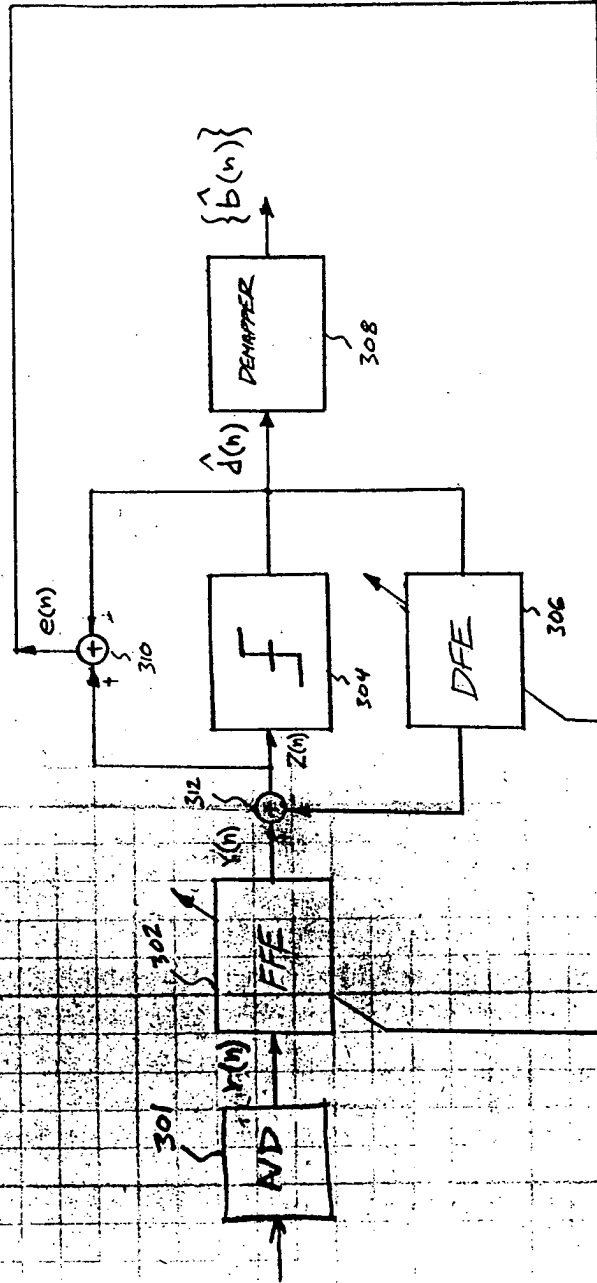 301
A/D
r(n)
302
FFE
Y(n)
312
+
Z(n)
304
DFE
306
+
+
310
e(n)
d̂(n)
DEMAPPER
308
{b̂(n)}